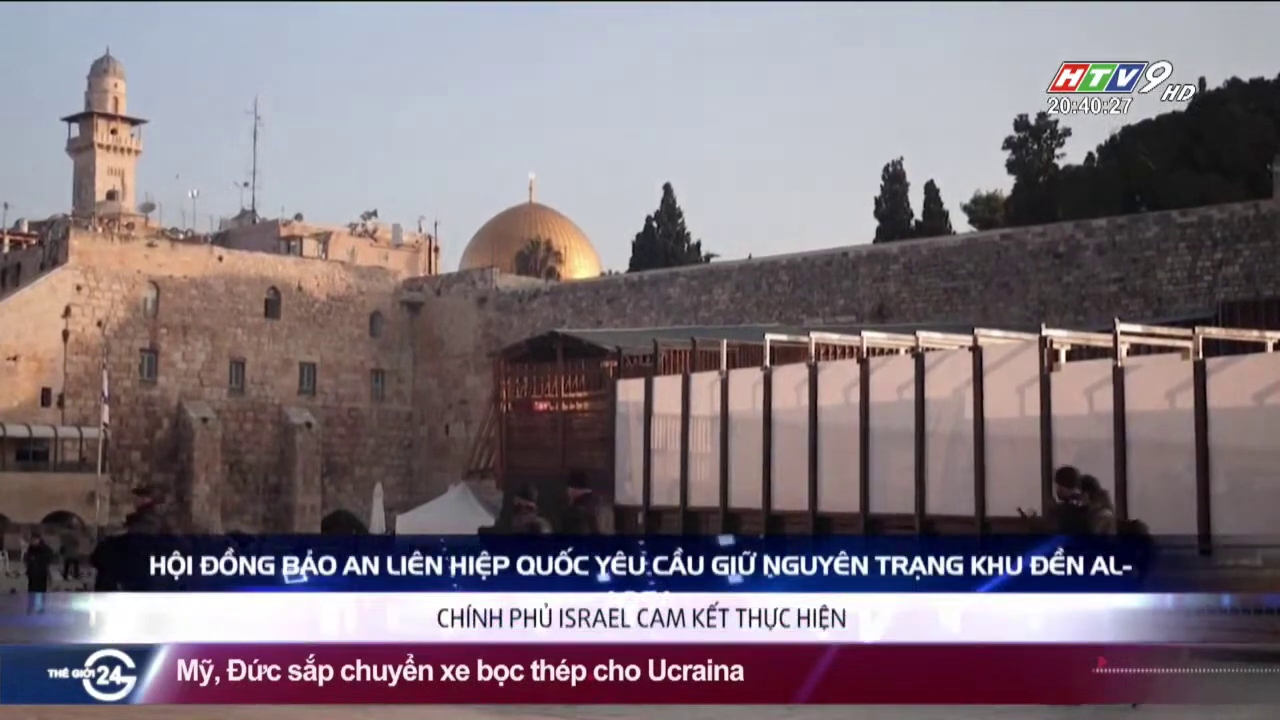 HTV9 HD
20:40:27
HỘI ĐỒNG BẢO AN LIÊN HIỆP QUỐC YÊU CẦU GIỮ NGUYÊN TRẠNG KHU ĐỀN AL-
CHÍNH PHỦ ISRAEL CAM KẾT THỰC HIỆN
THẾ GIỚI 24G
Mỹ, Đức sắp chuyển xe bọc thép cho Ucraina